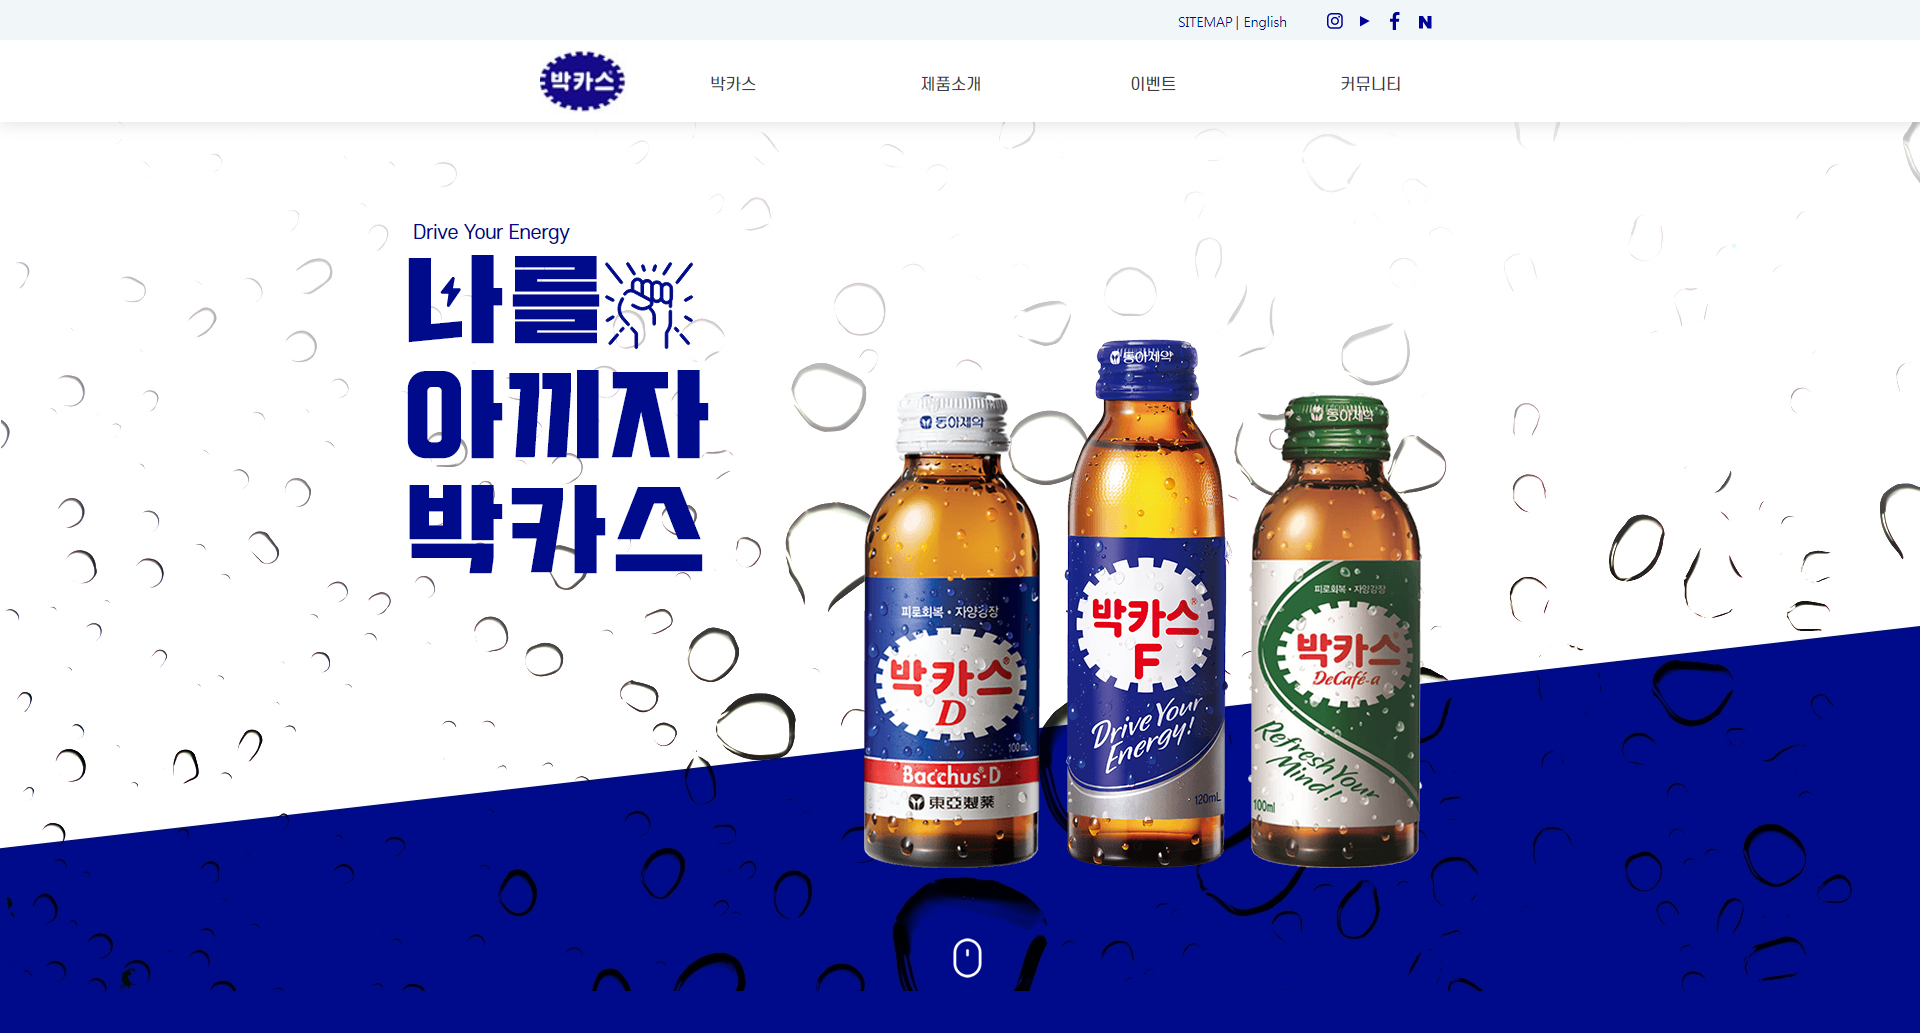 SITEMAP | English
박카스
박카스
제품소개
이벤트
커뮤니티
Drive Your Energy
나를
아끼자
박카스
동아제약
피로회복 • 자양강장
박카스
D
100mL
Bacchus®-D
東亞製薬
동아제약
박카스®
F
Drive Your
Energy!
120mL
동아제약
피로회복 • 자양강장
박카스
DeCafé-a
Refresh Your
Mind!
100ml